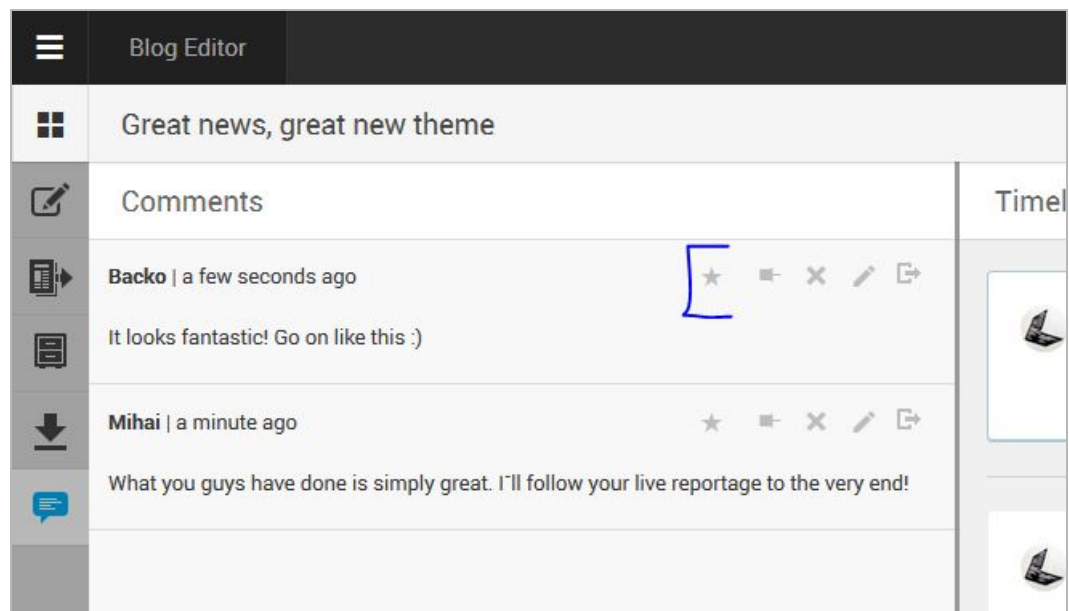 Blog Editor
Great news, great new theme
Comments
Timel
Backo | a few seconds ago
It looks fantastic! Go on like this :)
Mihai | a minute ago
What you guys have done is simply great. I´ll follow your live reportage to the very end!